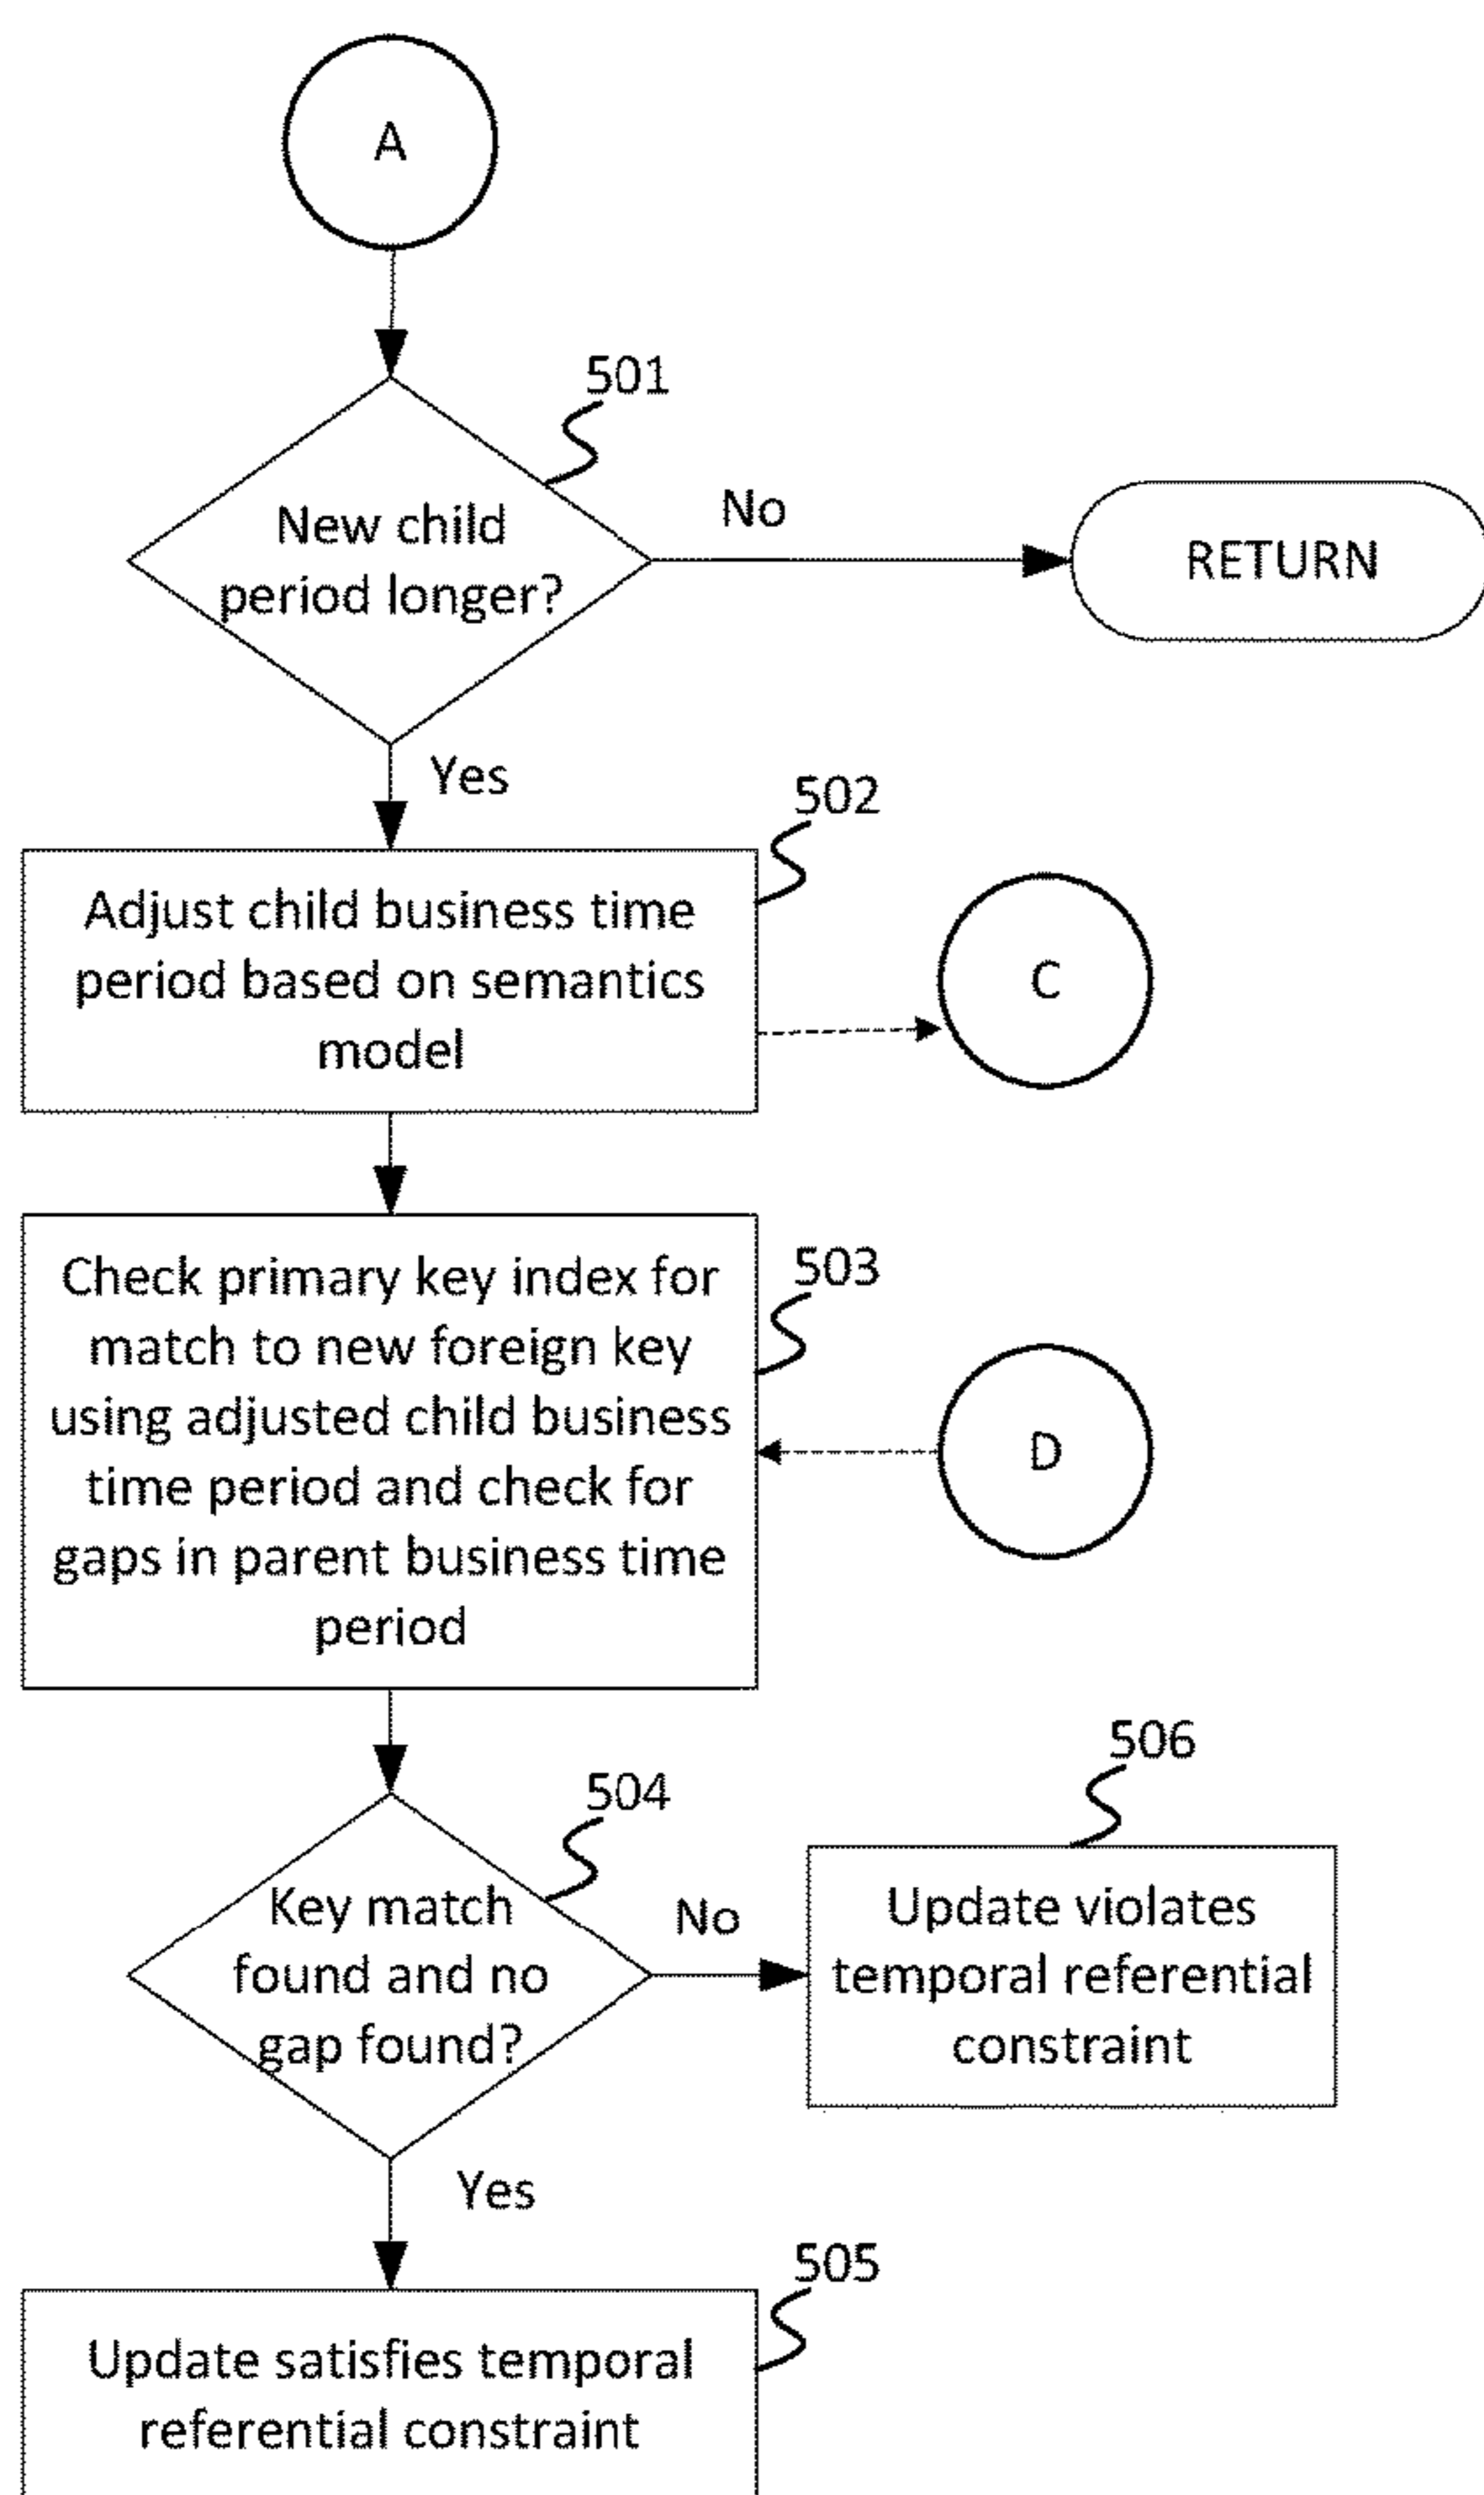 A
501
New child
period longer?
No
RETURN
Yes
502
Adjust child business time
period based on semantics
model
C
503
Check primary key index for
match to new foreign key
using adjusted child business
time period and check for
gaps in parent business time
period
D
504
Key match
found and no
gap found?
No
506
Update violates
temporal referential
constraint
Yes
505
Update satisfies temporal
referential constraint